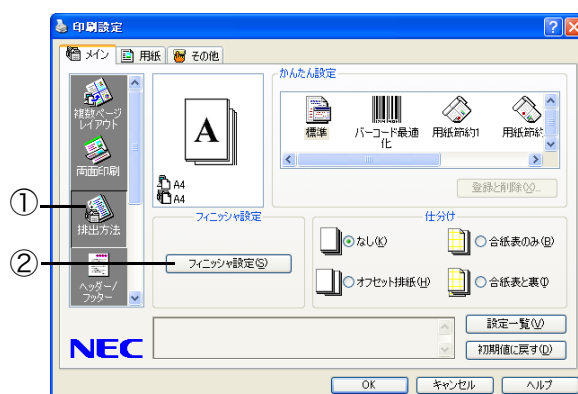 印刷設定
メイン 用紙 その他
複数ページ
レイアウト
両面印刷
①
排出方法
②
ヘッダー/
フッター
A
A4
A4
かんたん設定
標準
バーコード最適
化
用紙節約1
用紙節約
登録と削除(X)...
フィニッシャ設定
フィニッシャ設定(S)
仕分け
なし(K)
合紙表のみ(B)
オフセット排紙(H)
合紙表と裏(I)
NEC
設定一覧(V)
初期値に戻す(D)
OK キャンセル ヘルプ